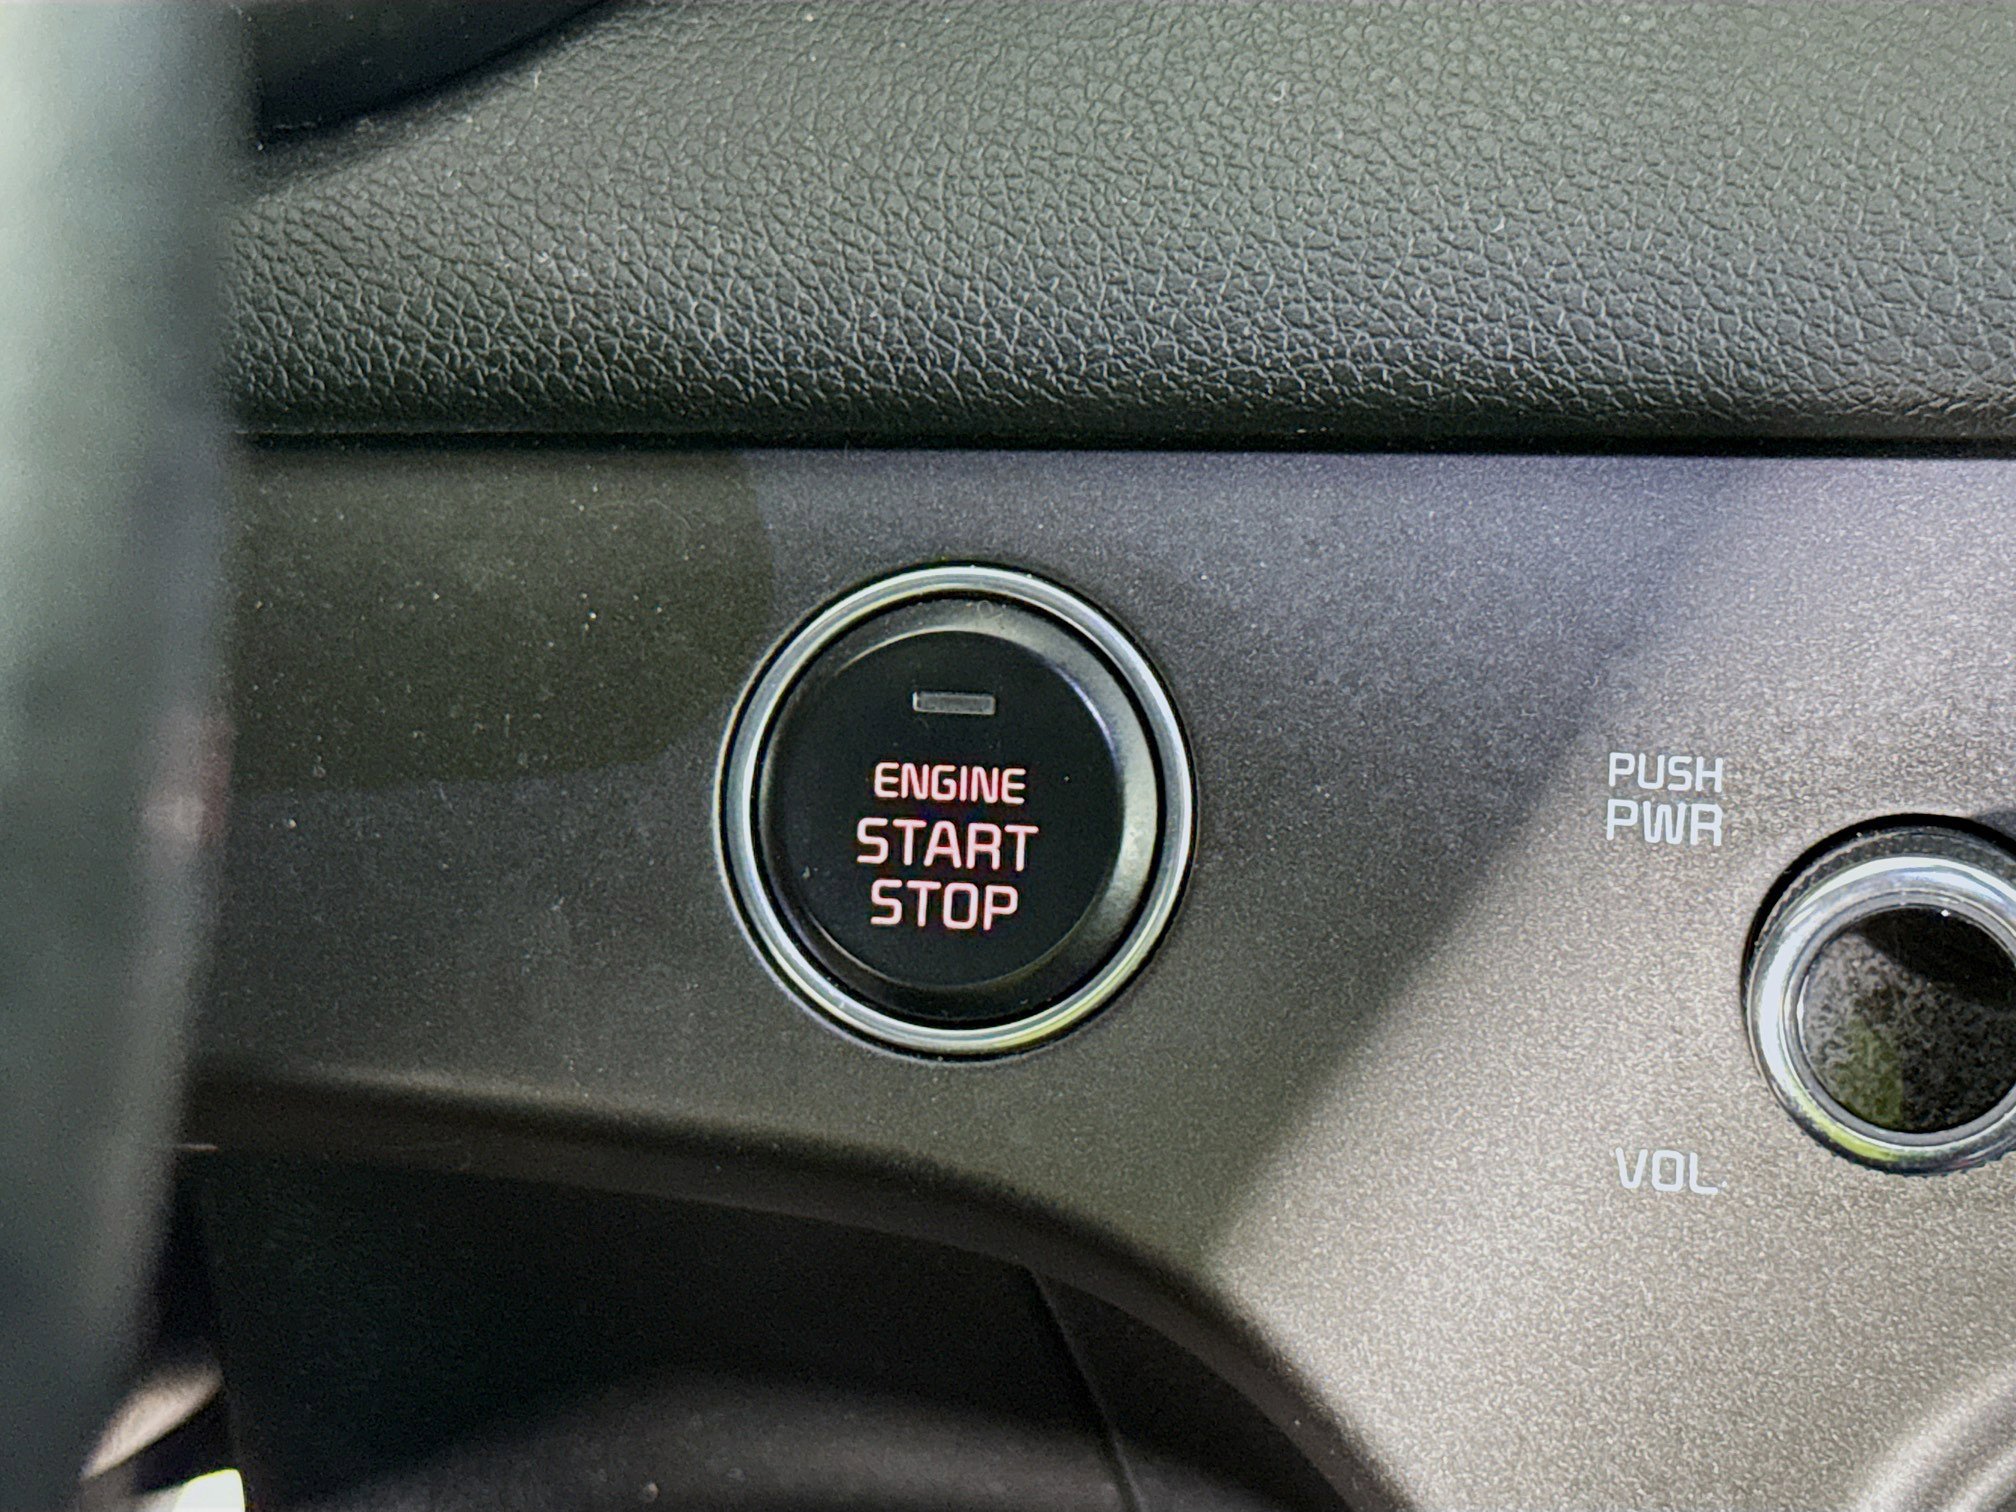 ENGINE
START
STOP
PUSH
PWR
VOL